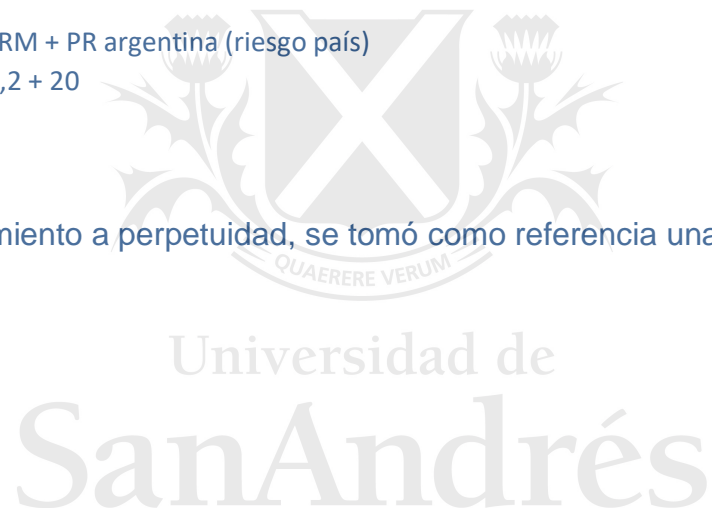 RM + PR argentina (riesgo país)
,2 + 20
miento a perpetuidad, se tomó como referencia una
QUAERERE VERUM
Universidad de
SanAndrés